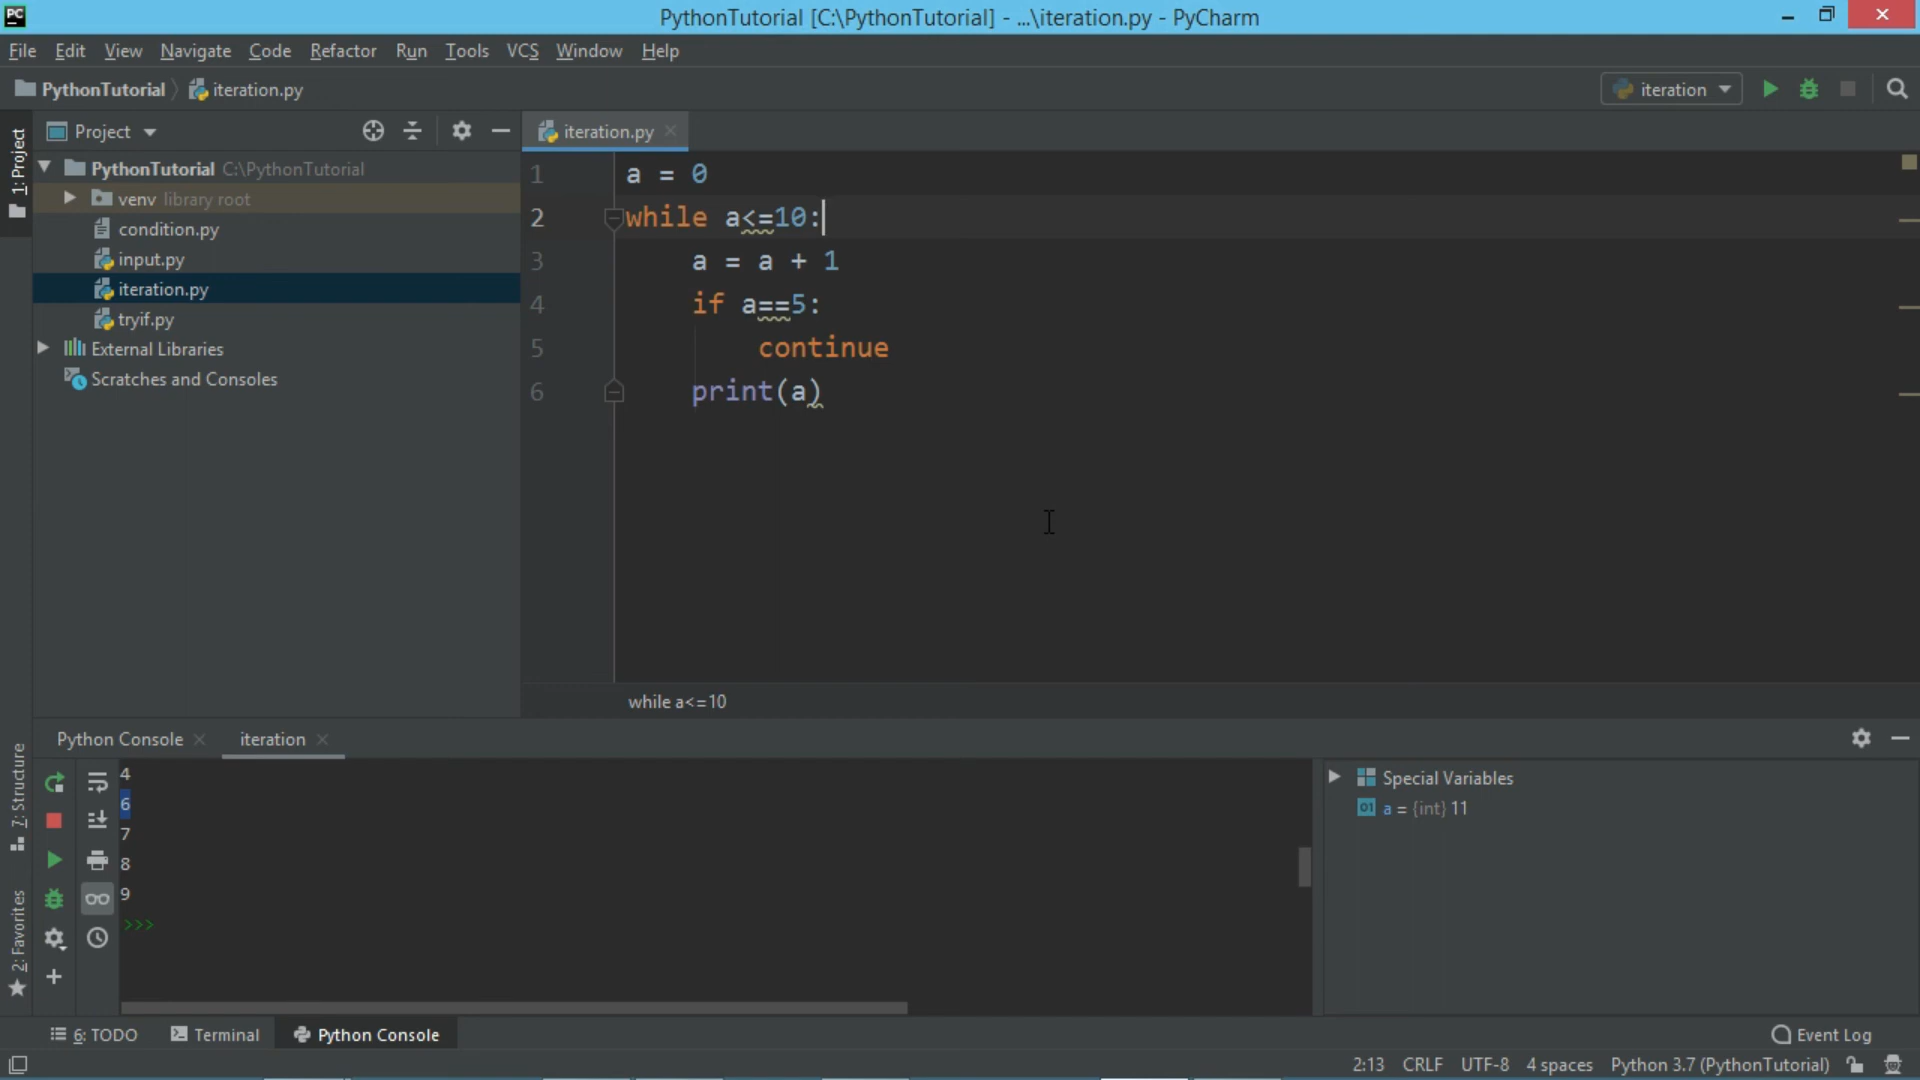 PC
PythonTutorial [C:\PythonTutorial] - ...\iteration.py - PyCharm
File Edit View Navigate Code Refactor Run Tools VCS Window Help
PythonTutorial iteration.py iteration
1: Project
Project
PythonTutorial C:\PythonTutorial
venv library root
condition.py
input.py
iteration.py
tryif.py
External Libraries
Scratches and Consoles
iteration.py
1 a = 0
2 while a<=10:
3 a = a + 1
4 if a==5:
5 continue
6 print(a)
while a<=10
7: Structure
2: Favorites
Python Console iteration
4
6
7
8
9
>>>
Special Variables
01 a = {int} 11
6: TODO Terminal Python Console Event Log
2:13 CRLF UTF-8 4 spaces Python 3.7 (PythonTutorial)